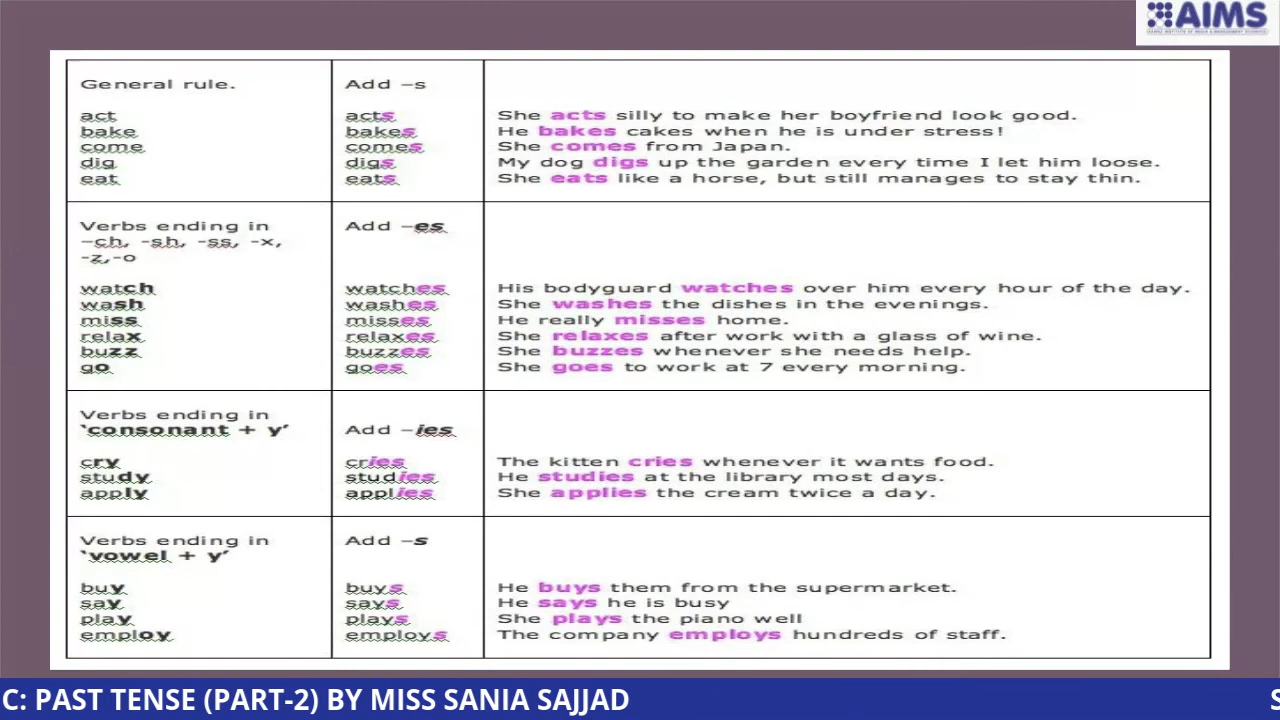 AIMS
General rule. Add –s
act acts She acts silly to make her boyfriend look good.
bake bakes He bakes cakes when he is under stress!
come comes She comes from Japan.
dig digs My dog digs up the garden every time I let him loose.
eat eats She eats like a horse, but still manages to stay thin.
Verbs ending in Add –es
–ch, -sh, -ss, -x,
-z,-o
watch watches His bodyguard watches over him every hour of the day.
wash washes She washes the dishes in the evenings.
miss misses He really misses home.
relax relaxes She relaxes after work with a glass of wine.
buzz buzzes She buzzes whenever she needs help.
go goes She goes to work at 7 every morning.
Verbs ending in
‘consonant + y’ Add –ies
cry cries The kitten cries whenever it wants food.
study studies He studies at the library most days.
apply applies She applies the cream twice a day.
Verbs ending in Add –s
‘vowel + y’
buy buys He buys them from the supermarket.
say says He says he is busy
play plays She plays the piano well
employ employs The company employs hundreds of staff.
C: PAST TENSE (PART-2) BY MISS SANIA SAJJAD S